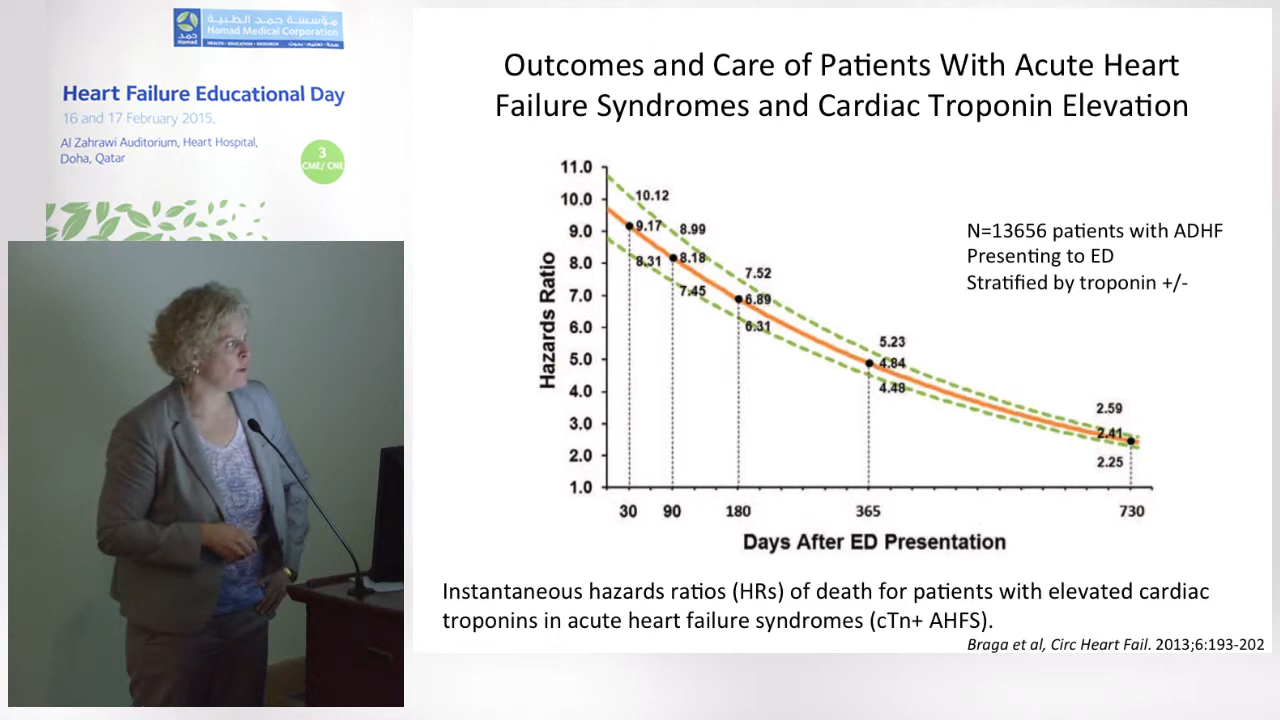 مؤسسة حمد الطبية
Hamad Medical Corporation
حمد
Hamad
HEALTH • EDUCATION • RESEARCH صحة • تعليم • بحوث
Heart Failure Educational Day
16 and 17 February 2015,
Al Zahrawi Auditorium, Heart Hospital,
Doha, Qatar
3
CME/ CNE
Outcomes and Care of Patients With Acute Heart
Failure Syndromes and Cardiac Troponin Elevation
11.0
10.0
9.0
8.0
7.0
6.0
5.0
4.0
3.0
2.0
1.0
Hazards Ratio
10.12
9.17
8.31
8.99
8.18
7.45
7.52
6.89
6.31
5.23
4.84
4.48
2.59
2.41
2.25
30 90 180 365 730
Days After ED Presentation
N=13656 patients with ADHF
Presenting to ED
Stratified by troponin +/-
Instantaneous hazards ratios (HRs) of death for patients with elevated cardiac
troponins in acute heart failure syndromes (cTn+ AHFS).
Braga et al, Circ Heart Fail. 2013;6:193-202